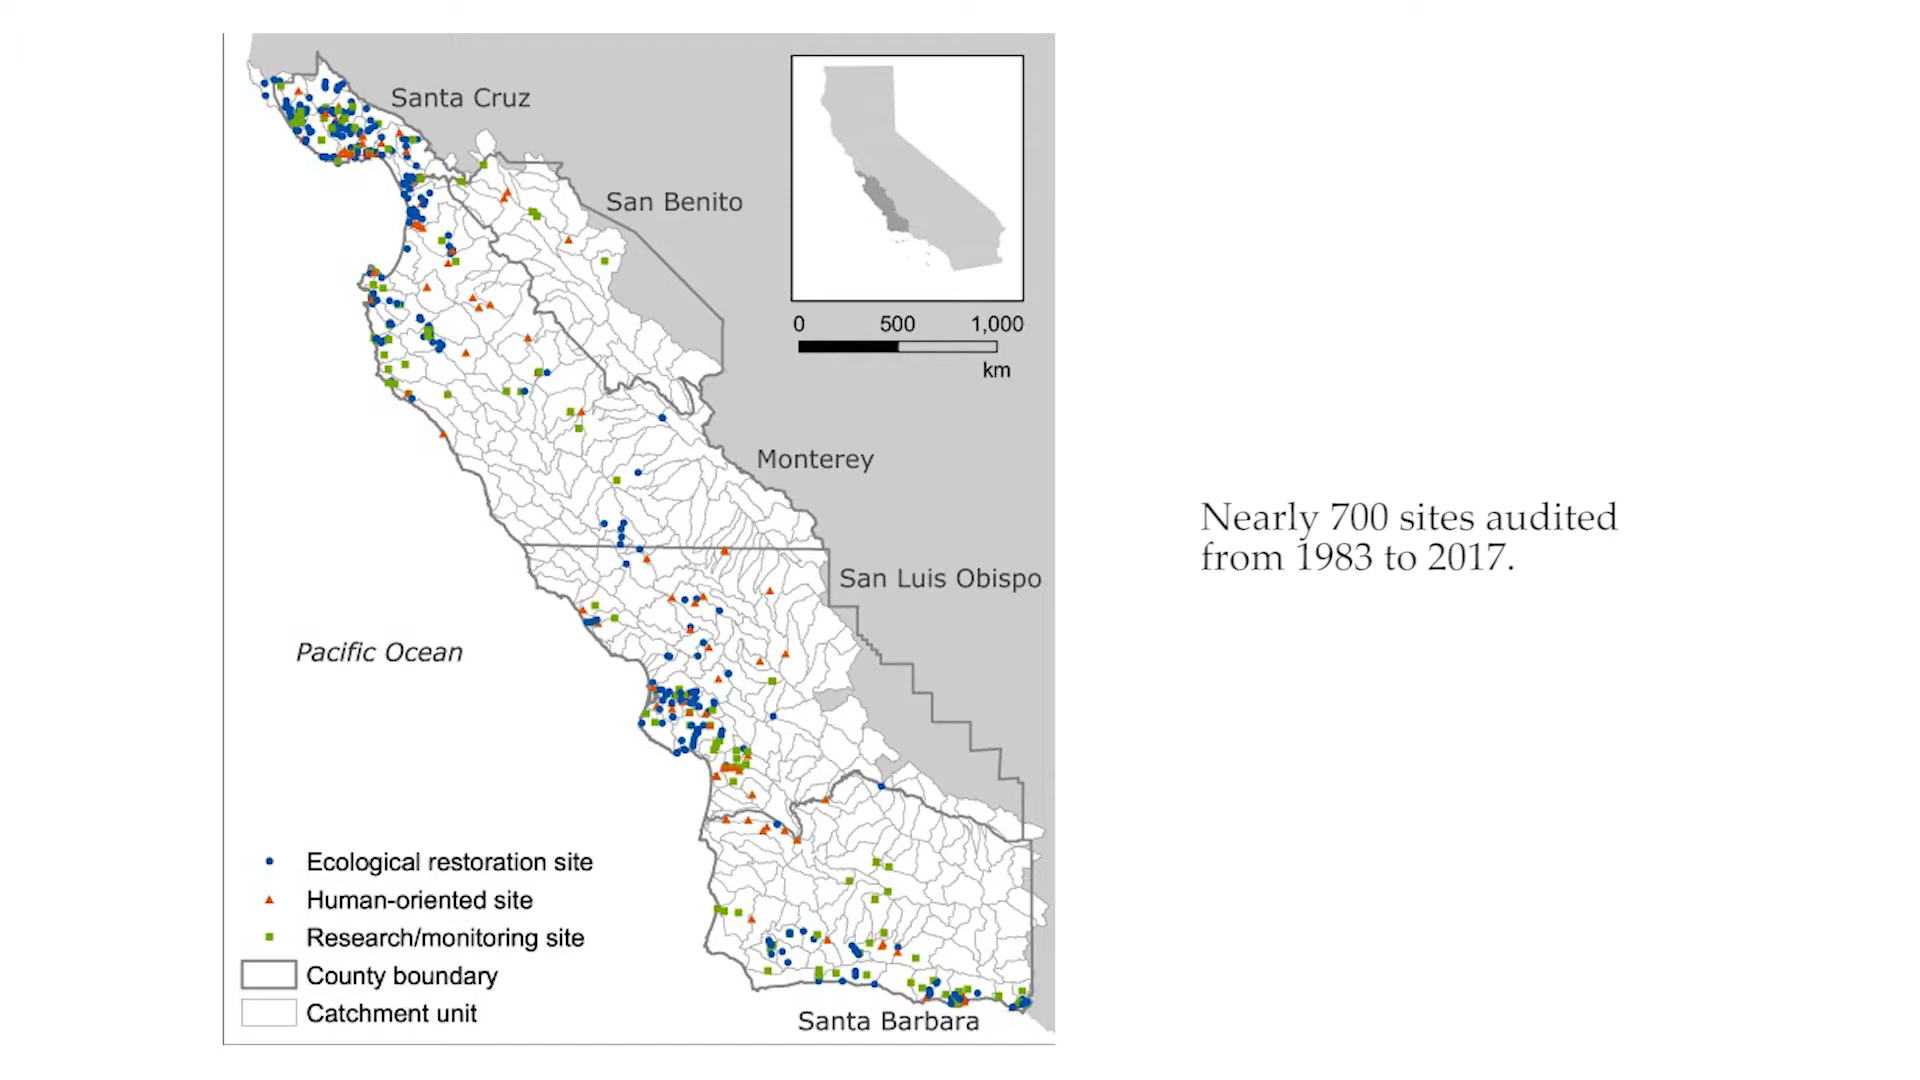 Santa Cruz
San Benito
0 500 1,000
km
Monterey
Nearly 700 sites audited
from 1983 to 2017.
San Luis Obispo
Pacific Ocean
Ecological restoration site
Human-oriented site
Research/monitoring site
County boundary
Catchment unit
Santa Barbara